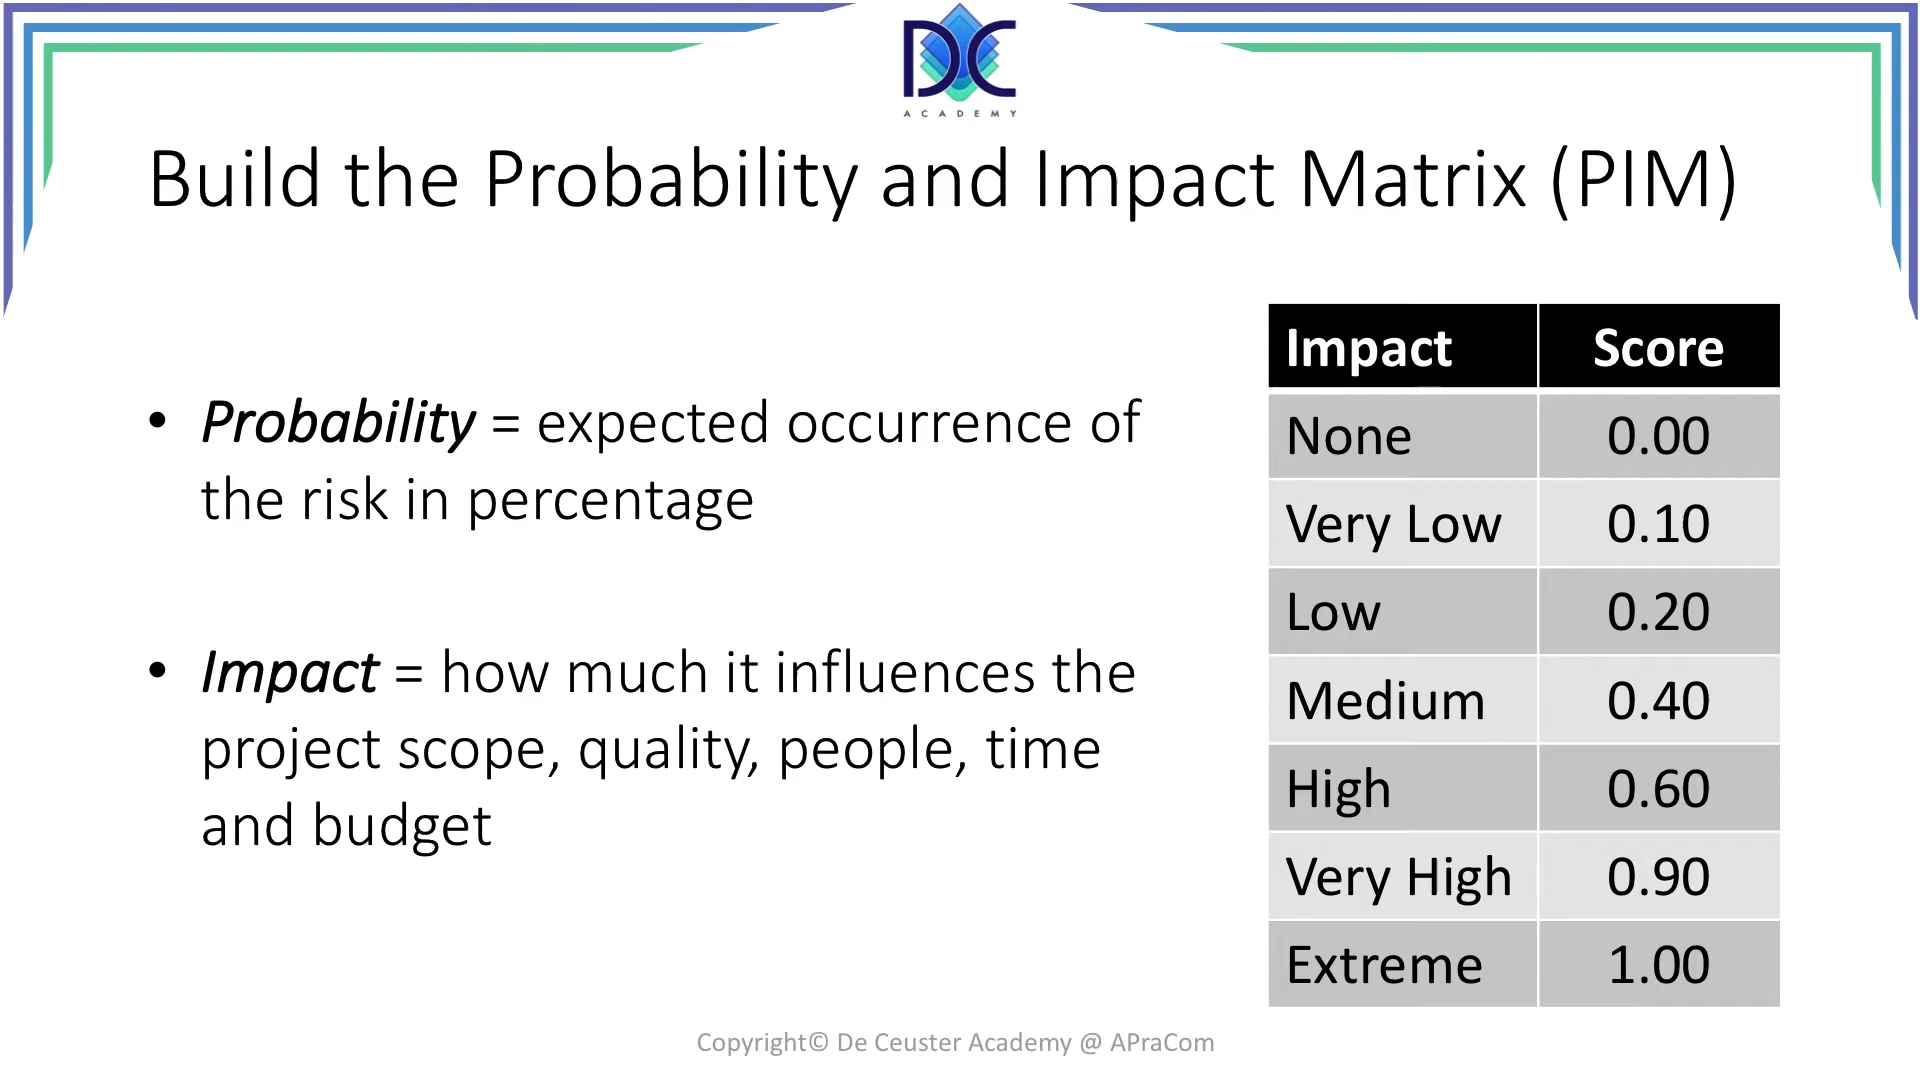 DC
ACADEMY
Build the Probability and Impact Matrix (PIM)
• Probability = expected occurrence of
the risk in percentage
• Impact = how much it influences the
project scope, quality, people, time
and budget
Impact Score
None 0.00
Very Low 0.10
Low 0.20
Medium 0.40
High 0.60
Very High 0.90
Extreme 1.00
Copyright© De Ceuster Academy @ APraCom